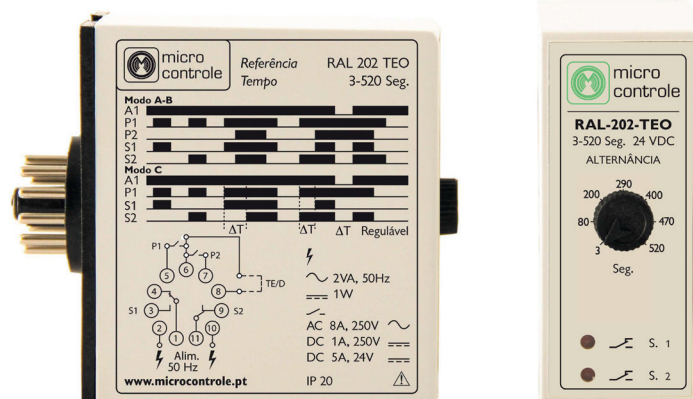 micro
controle
Referência RAL 202 TEO
Tempo 3-520 Seg.
Modo A-B
A1
P1
P2
S1
S2
Modo C
A1
P1
S1
S2
ΔT ΔT ΔT Regulável
P1 P2
5 6 7
4 8 TE/D
S1 3 9 S2
2 1 11 10
Alim.
50 Hz
2VA, 50Hz
1W
AC 8A, 250V
DC 1A, 250V
DC 5A, 24V
www.microcontrole.pt IP 20
micro
controle
RAL-202-TEO
3-520 Seg. 24 VDC
ALTERNÂNCIA
290
200 400
80 470
3 520
Seg.
S. 1
S. 2